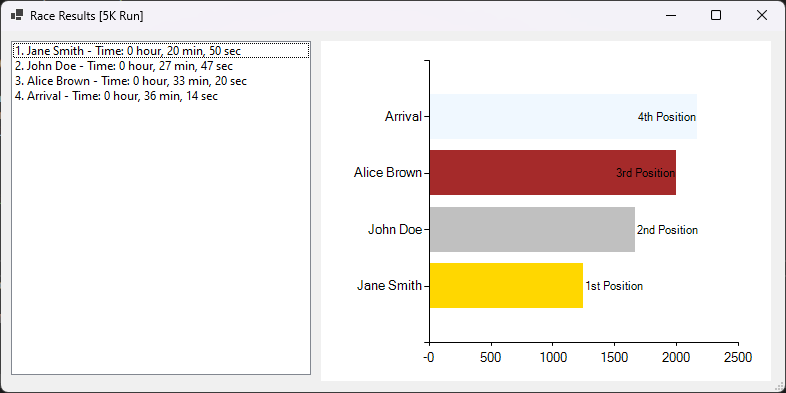 Race Results [5K Run]
1. Jane Smith - Time: 0 hour, 20 min, 50 sec
2. John Doe - Time: 0 hour, 27 min, 47 sec
3. Alice Brown - Time: 0 hour, 33 min, 20 sec
4. Arrival - Time: 0 hour, 36 min, 14 sec
Arrival 4th Position
Alice Brown 3rd Position
John Doe 2nd Position
Jane Smith 1st Position
-0 500 1000 1500 2000 2500